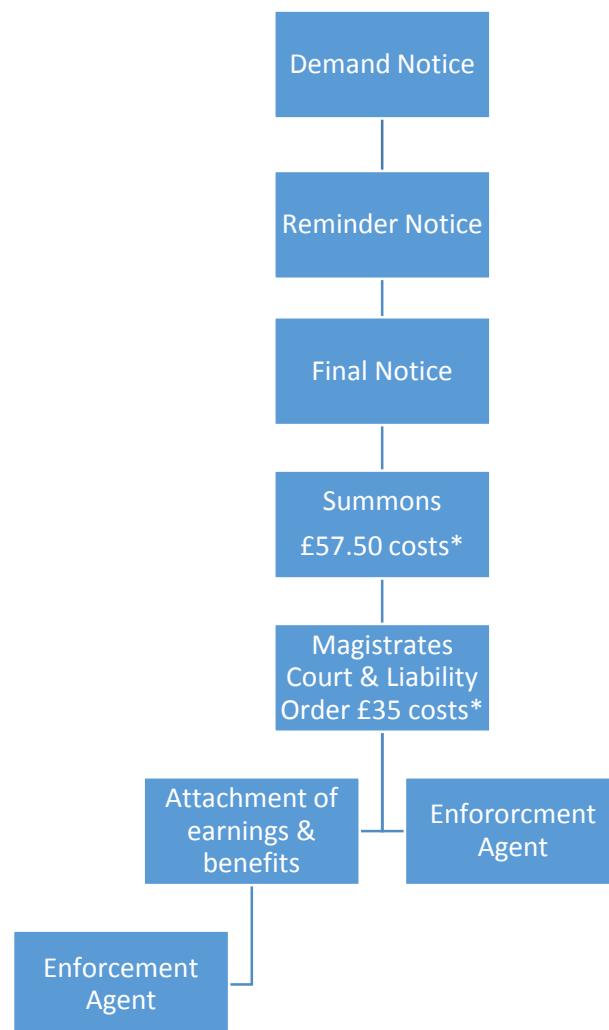 Demand Notice
Reminder Notice
Final Notice
Summons
£57.50 costs*
Magistrates
Court & Liability
Order £35 costs*
Attachment of
earnings &
benefits
Enfororcment
Agent
Enforcement
Agent